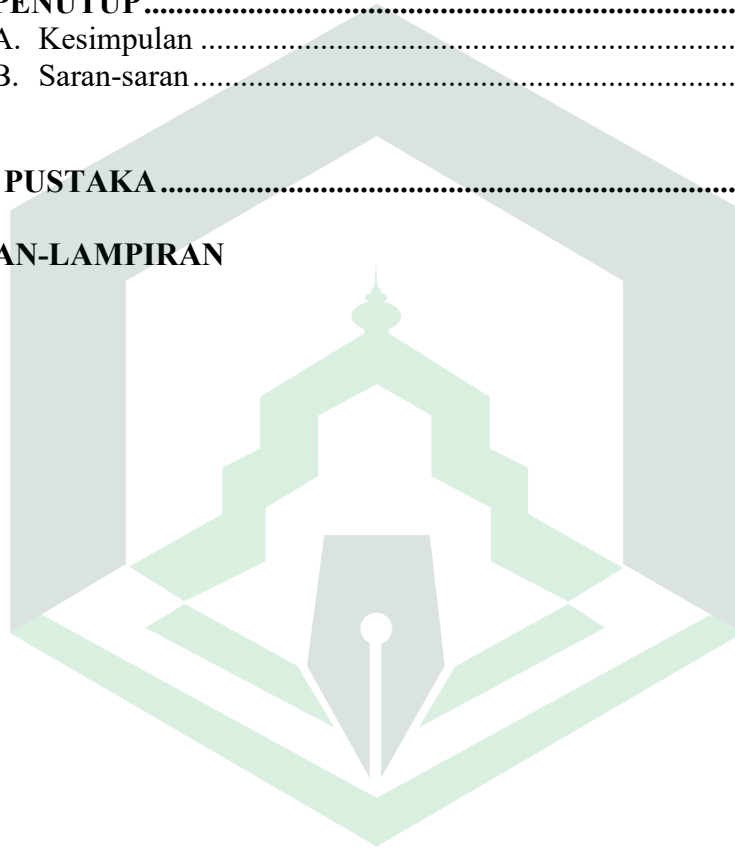 PENUTUP........................................................................
A. Kesimpulan ....................................................................
B. Saran-saran.....................................................................
PUSTAKA........................................................................
AN-LAMPIRAN